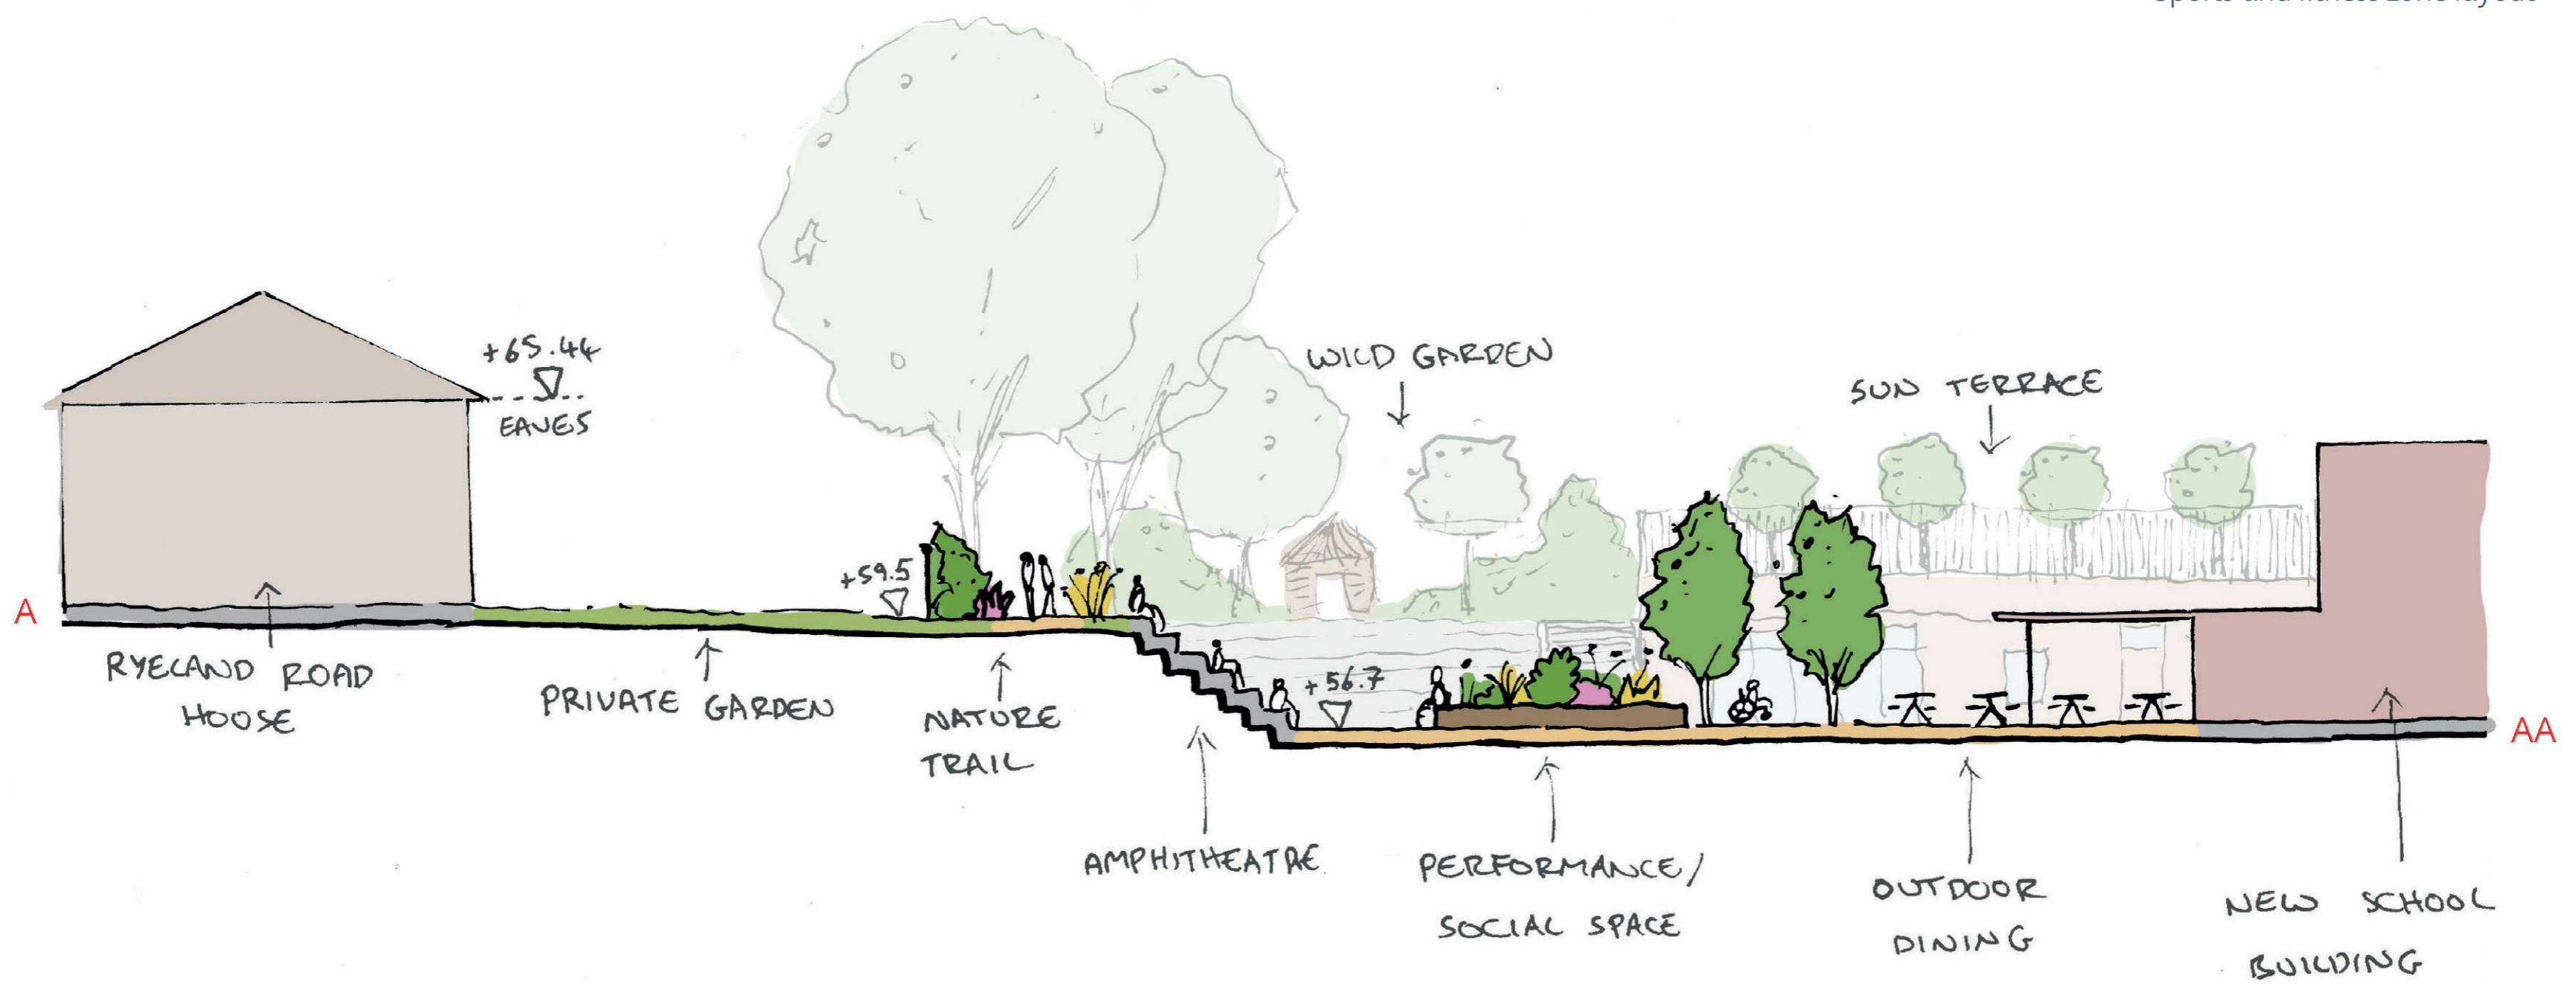 +65.44
EAVES
WILD GARDEN
SUN TERRACE
+59.5
A
+56.7
AA
RYELAND ROAD
HOUSE
PRIVATE GARDEN
NATURE
TRAIL
AMPHITHEATRE
PERFORMANCE/
SOCIAL SPACE
OUTDOOR
DINING
NEW SCHOOL
BUILDING